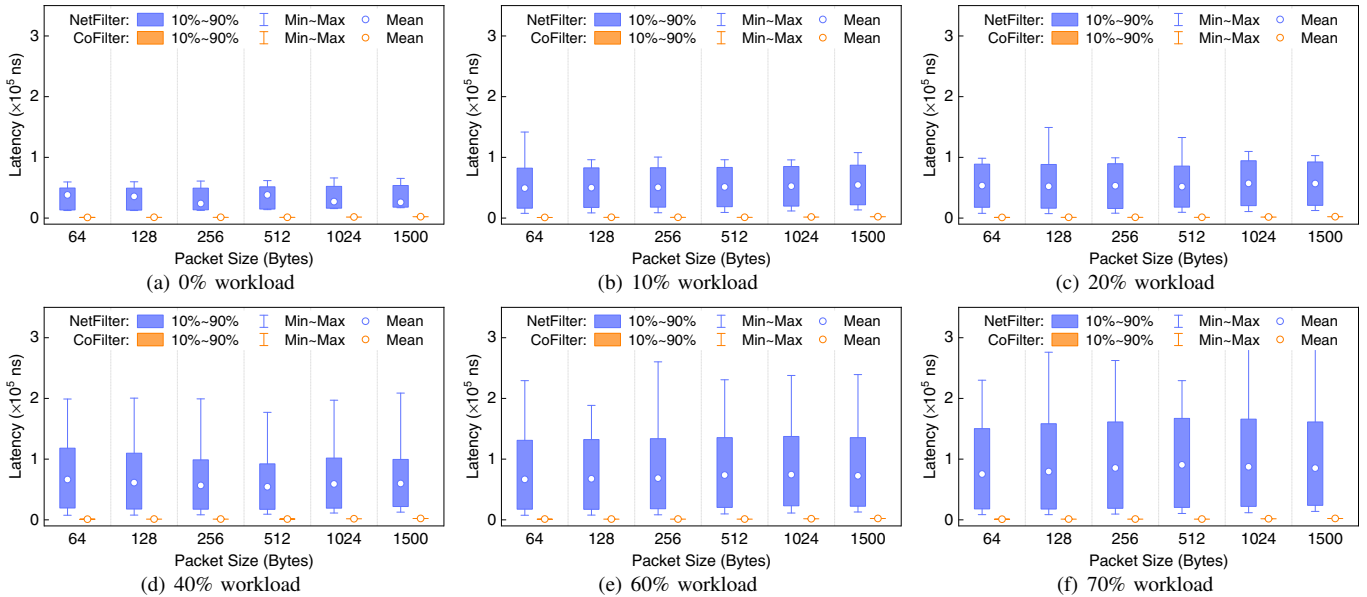 NetFilter: 10%~90% Min~Max Mean
CoFilter: 10%~90% Min~Max Mean
Latency (×10⁵ ns)
3
2
1
0
64 128 256 512 1024 1500
Packet Size (Bytes)
(a) 0% workload
NetFilter: 10%~90% Min~Max Mean
CoFilter: 10%~90% Min~Max Mean
Latency (×10⁵ ns)
3
2
1
0
64 128 256 512 1024 1500
Packet Size (Bytes)
(b) 10% workload
NetFilter: 10%~90% Min~Max Mean
CoFilter: 10%~90% Min~Max Mean
Latency (×10⁵ ns)
3
2
1
0
64 128 256 512 1024 1500
Packet Size (Bytes)
(c) 20% workload
NetFilter: 10%~90% Min~Max Mean
CoFilter: 10%~90% Min~Max Mean
Latency (×10⁵ ns)
3
2
1
0
64 128 256 512 1024 1500
Packet Size (Bytes)
(d) 40% workload
NetFilter: 10%~90% Min~Max Mean
CoFilter: 10%~90% Min~Max Mean
Latency (×10⁵ ns)
3
2
1
0
64 128 256 512 1024 1500
Packet Size (Bytes)
(e) 60% workload
NetFilter: 10%~90% Min~Max Mean
CoFilter: 10%~90% Min~Max Mean
Latency (×10⁵ ns)
3
2
1
0
64 128 256 512 1024 1500
Packet Size (Bytes)
(f) 70% workload